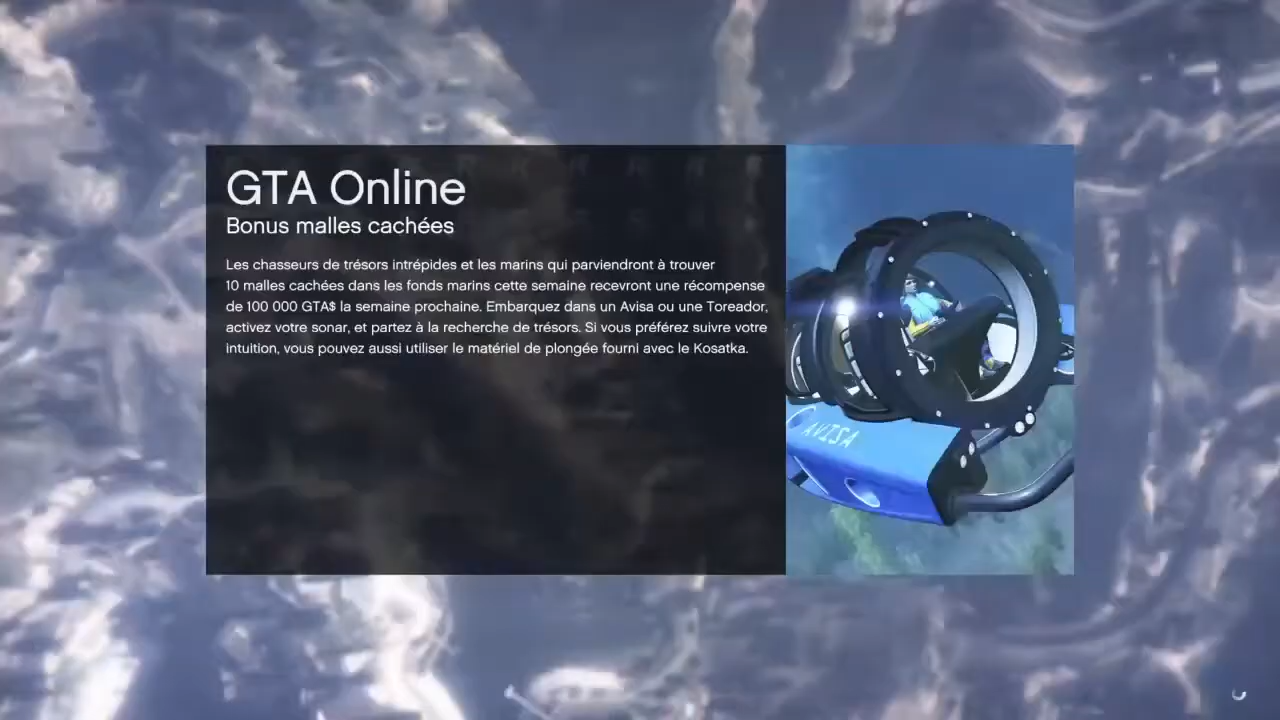 GTA Online
Bonus malles cachées
Les chasseurs de trésors intrépides et les marins qui parviendront à trouver
10 malles cachées dans les fonds marins cette semaine recevront une récompense
de 100 000 GTA$ la semaine prochaine. Embarquez dans un Avisa ou une Toreador,
activez votre sonar, et partez à la recherche de trésors. Si vous préférez suivre votre
intuition, vous pouvez aussi utiliser le matériel de plongée fourni avec le Kosatka.
AVISA